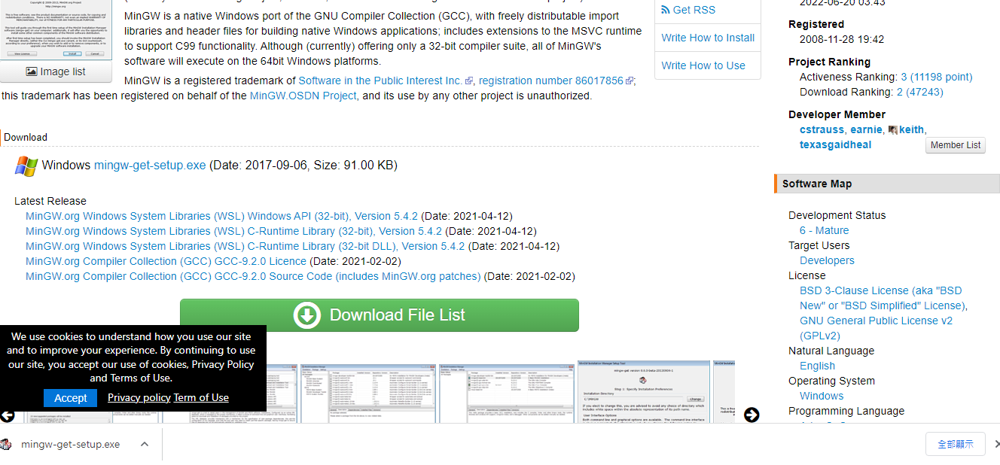 MinGW is a native Windows port of the GNU Compiler Collection (GCC), with freely distributable import
libraries and header files for building native Windows applications; includes extensions to the MSVC runtime
to support C99 functionality. Although (currently) offering only a 32-bit compiler suite, all of MinGW's
software will execute on the 64bit Windows platforms.
Image list
MinGW is a registered trademark of Software in the Public Interest Inc. , registration number 86017856 ;
this trademark has been registered on behalf of the MinGW.OSDN Project, and its use by any other project is unauthorized.
Get RSS
Write How to Install
Write How to Use
2022-06-20 03:43
Registered
2008-11-28 19:42
Project Ranking
Activeness Ranking: 3 (11198 point)
Download Ranking: 2 (47243)
Developer Member
cstrauss, earnie, keith,
texasgaidheal
Member List
Download
Windows mingw-get-setup.exe (Date: 2017-09-06, Size: 91.00 KB)
Latest Release
MinGW.org Windows System Libraries (WSL) Windows API (32-bit), Version 5.4.2 (Date: 2021-04-12)
MinGW.org Windows System Libraries (WSL) C-Runtime Library (32-bit), Version 5.4.2 (Date: 2021-04-12)
MinGW.org Windows System Libraries (WSL) C-Runtime Library (32-bit DLL), Version 5.4.2 (Date: 2021-04-12)
MinGW.org Compiler Collection (GCC) GCC-9.2.0 Licence (Date: 2021-02-02)
MinGW.org Compiler Collection (GCC) GCC-9.2.0 Source Code (includes MinGW.org patches) (Date: 2021-02-02)
Download File List
Software Map
Development Status
6 - Mature
Target Users
Developers
License
BSD 3-Clause License (aka "BSD
New" or "BSD Simplified" License),
GNU General Public License v2
(GPLv2)
Natural Language
English
Operating System
Windows
Programming Language
We use cookies to understand how you use our site
and to improve your experience. By continuing to use
our site, you accept our use of cookies, Privacy Policy
and Terms of Use.
Accept
Privacy policy Term of Use
Step 1: Specify Installation Preferences
Installation Directory
Change
User Interface Options
mingw-get-setup.exe
全部顯示